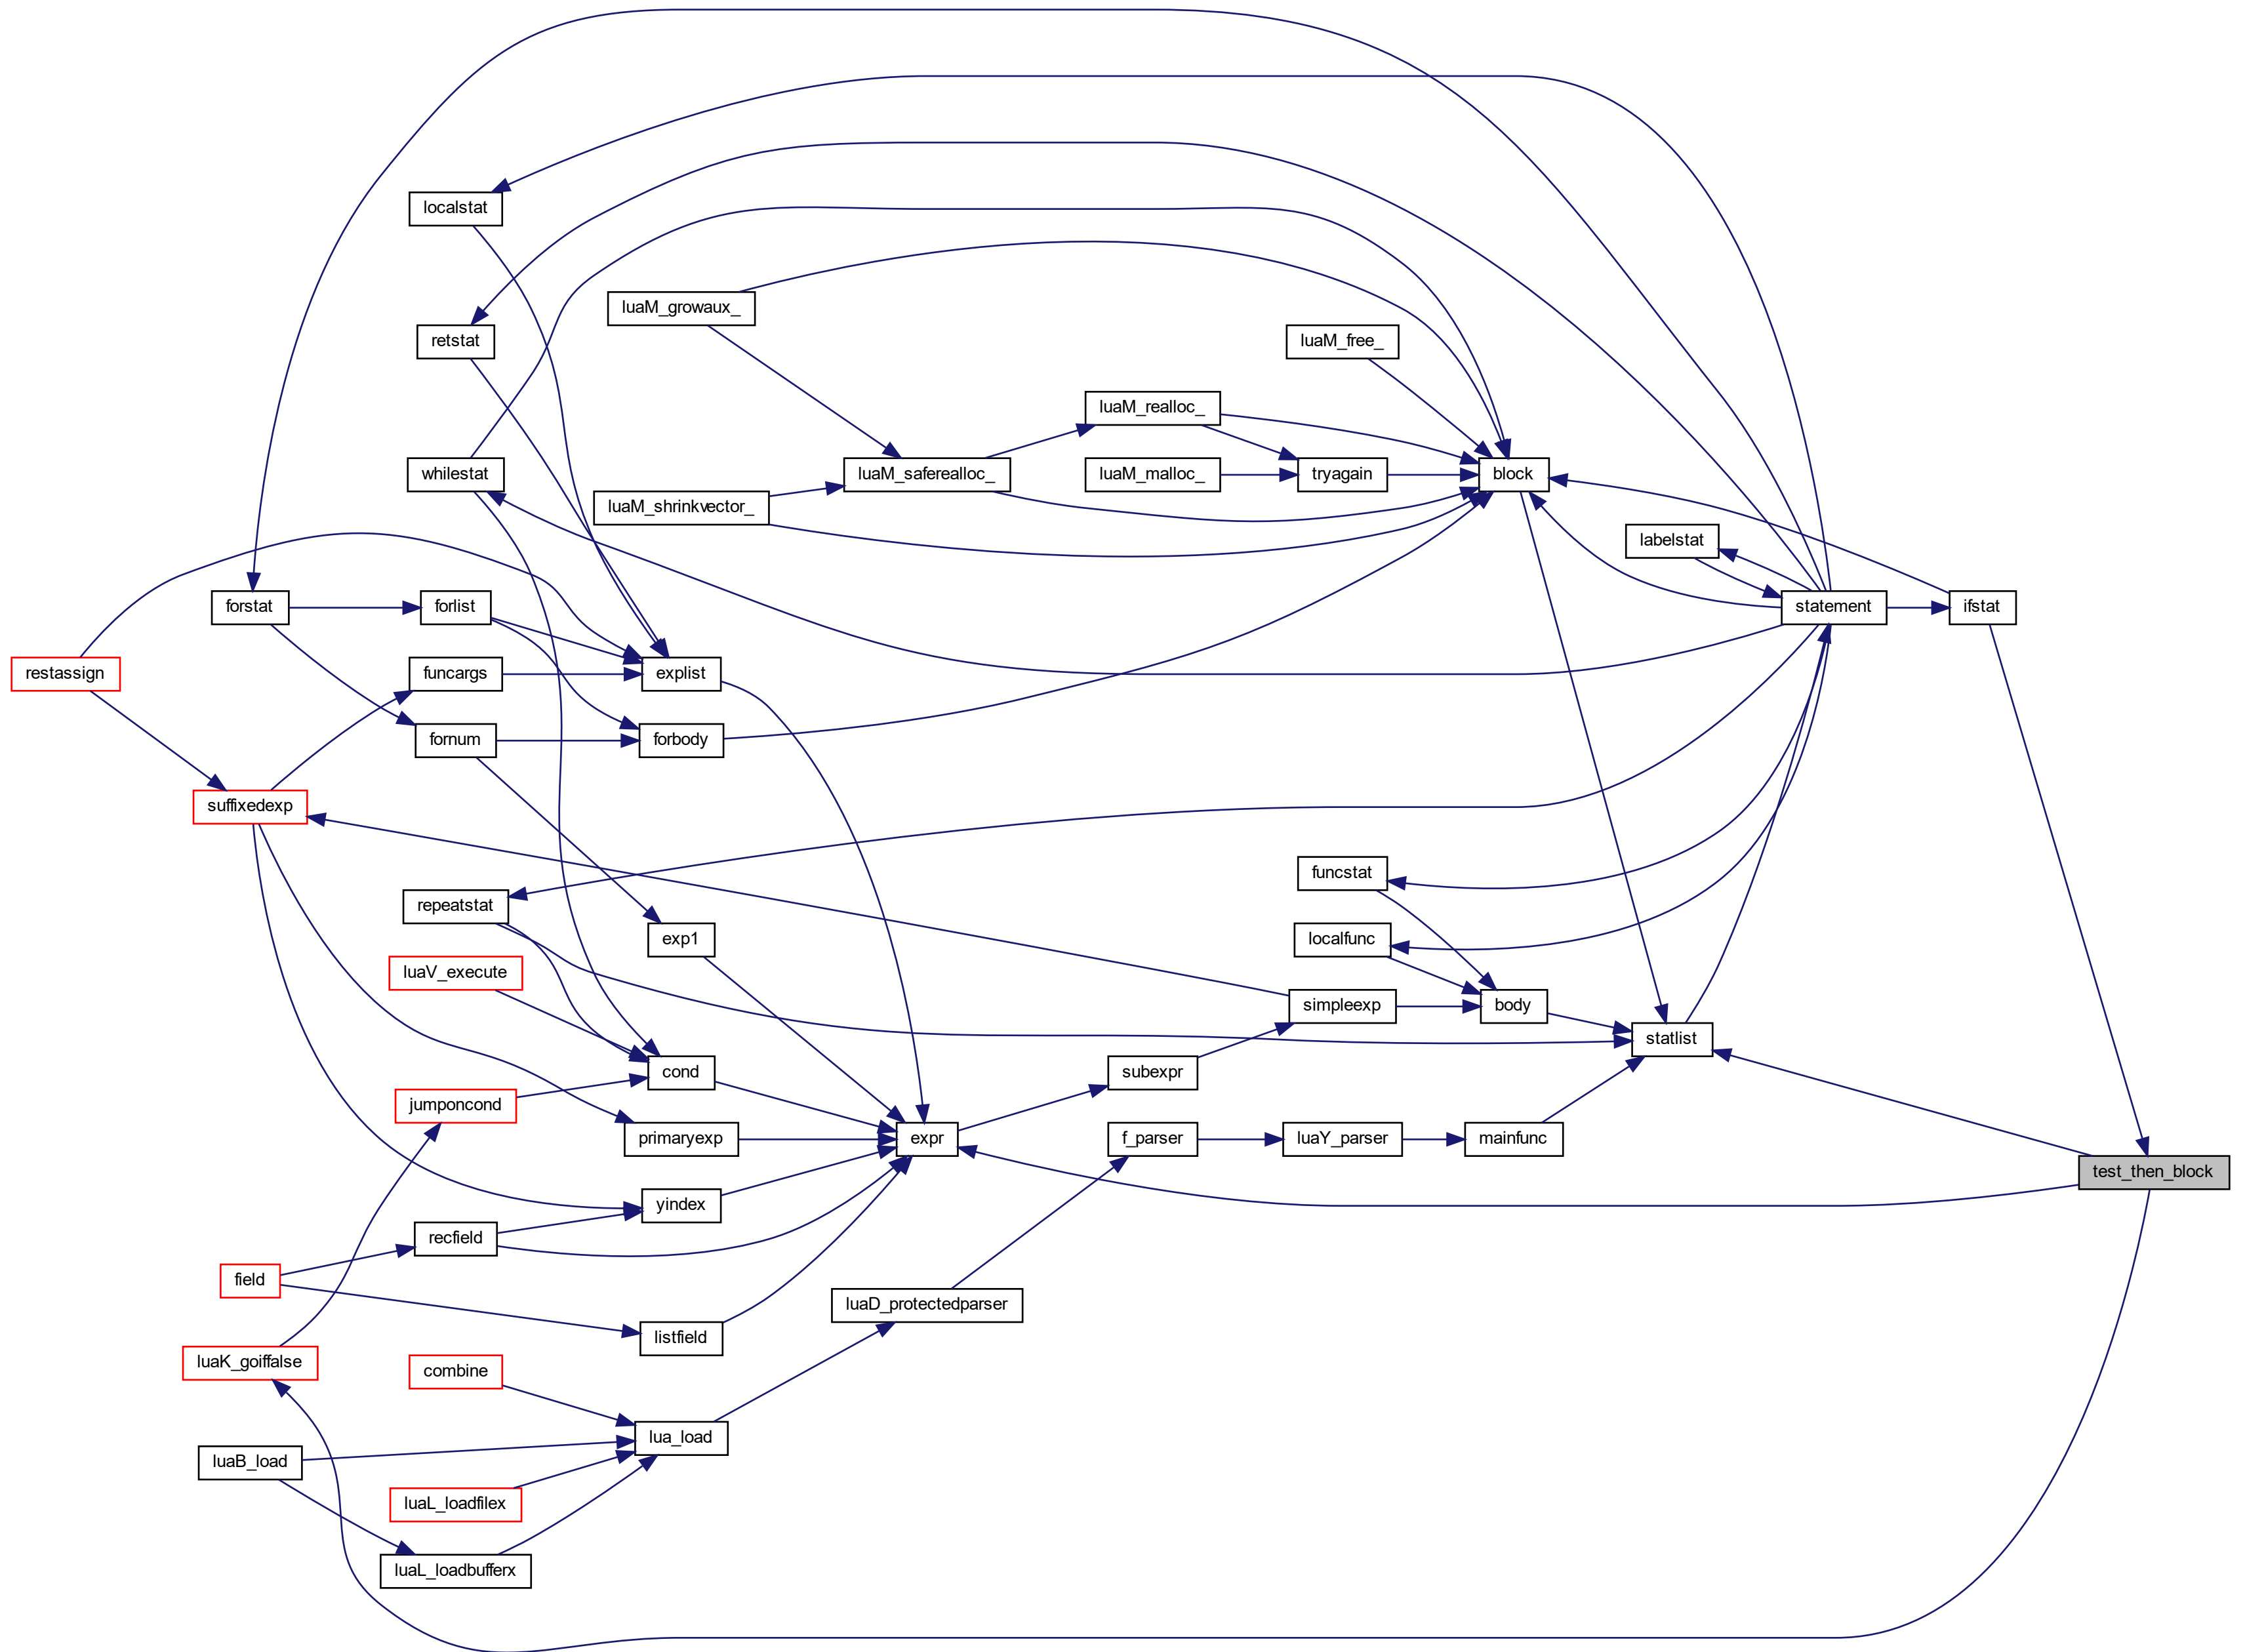 localstat
luaM_growaux_
retstat
luaM_free_
luaM_realloc_
whilestat
luaM_saferealloc_
luaM_malloc_
tryagain
block
luaM_shrinkvector_
labelstat
forstat
forlist
statement
ifstat
restassign
funcargs
explist
fornum
forbody
suffixedexp
funcstat
repeatstat
exp1
localfunc
luaV_execute
simpleexp
body
statlist
cond
subexpr
jumponcond
primaryexp
expr
f_parser
luaY_parser
mainfunc
test_then_block
yindex
recfield
field
luaD_protectedparser
listfield
luaK_goiffalse
combine
lua_load
luaB_load
luaL_loadfilex
luaL_loadbufferx